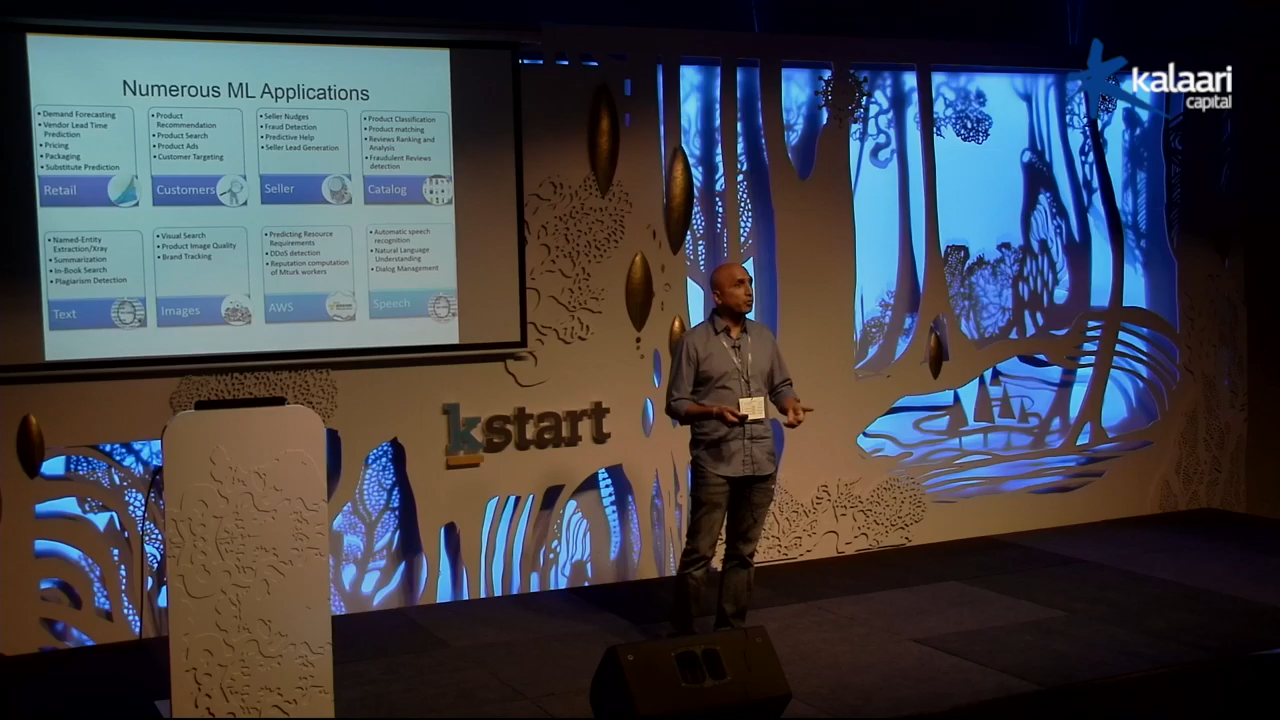 kalaari
capital
Numerous ML Applications
• Demand Forecasting
• Vendor Lead Time
Prediction
• Pricing
• Packaging
• Substitute Prediction
Retail
• Product
Recommendation
• Product Search
• Product Ads
• Customer Targeting
Customers
• Seller Nudges
• Fraud Detection
• Predictive Help
• Seller Lead Generation
Seller
• Product Classification
• Product matching
• Reviews Ranking and
Analysis
• Fraudulent Reviews
detection
Catalog
• Named-Entity
Extraction/Xray
• Summarization
• In-Book Search
• Plagiarism Detection
Text
• Visual Search
• Product Image Quality
• Brand Tracking
Images
• Predicting Resource
Requirements
• DDoS detection
• Reputation computation
of Mturk workers
AWS
• Automatic speech
recognition
• Natural Language
Understanding
• Dialog Management
Speech
kstart